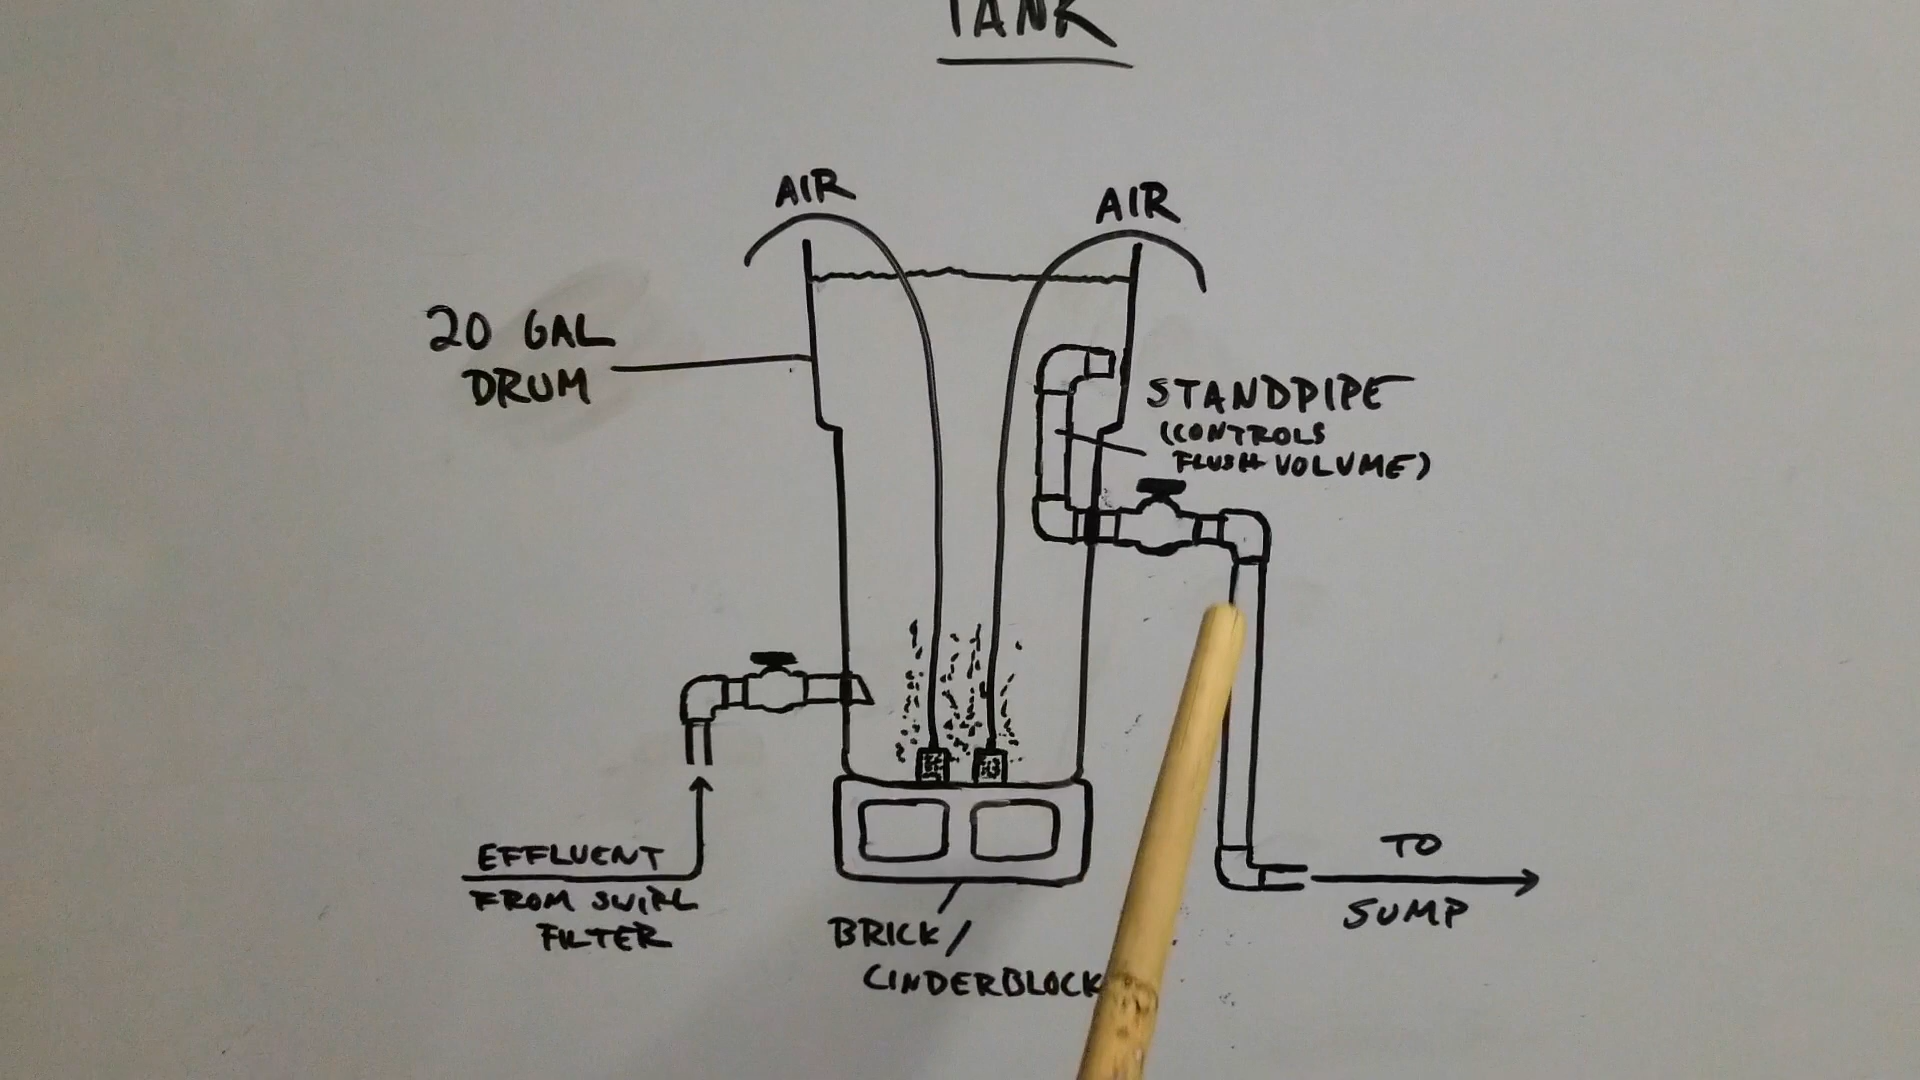 TANK
AIR
AIR
20 GAL
DRUM
STANDPIPE
(CONTROLS
FLUSH VOLUME)
EFFLUENT
FROM SWIRL
FILTER
BRICK/
CINDERBLOCK
TO
SUMP